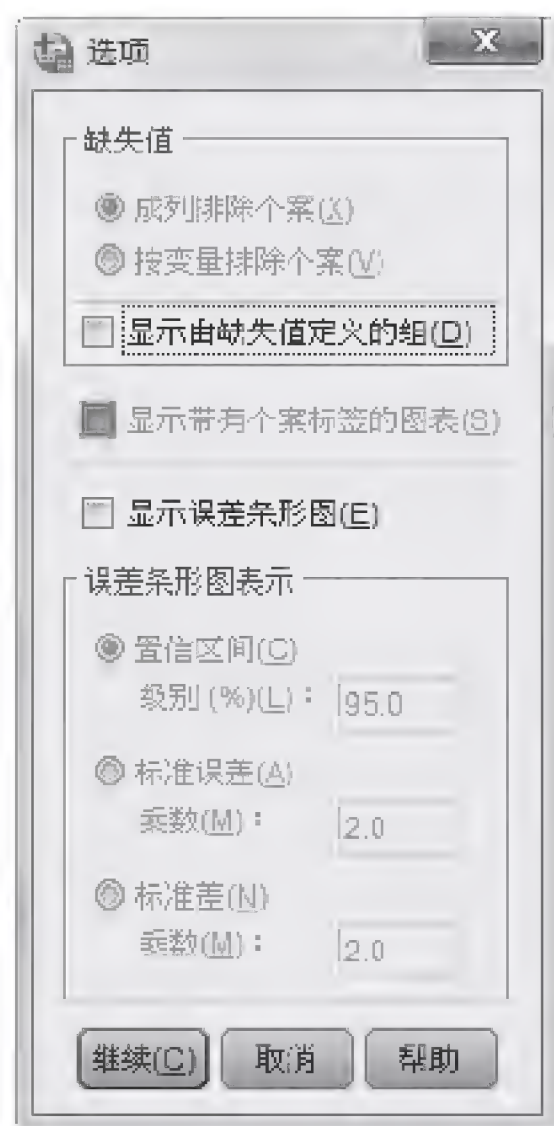 选项
缺失值
成列排除个案(X)
按变量排除个案(V)
显示由缺失值定义的组(D)
显示带有个案标签的图表(S)
显示误差条形图(E)
误差条形图表示
置信区间(C)
级别(%)(L)： 95.0
标准误差(A)
乘数(M)： 2.0
标准差(N)
乘数(M)： 2.0
继续(C) 取消 帮助